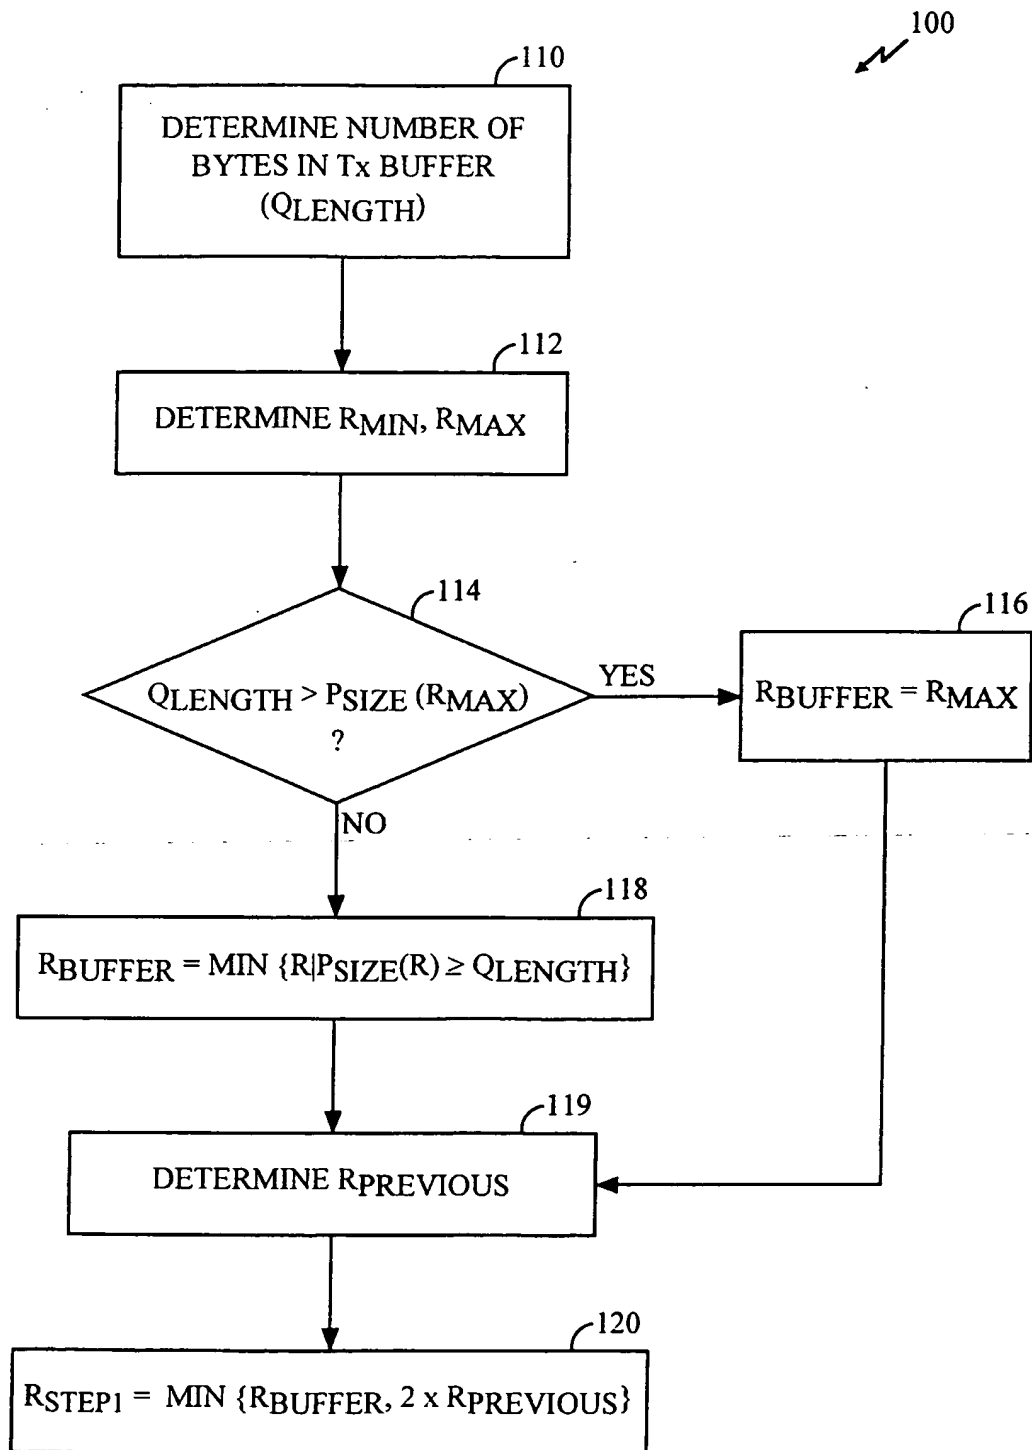 100
110
DETERMINE NUMBER OF
BYTES IN Tx BUFFER
(QLENGTH)
112
DETERMINE RMIN, RMAX
114
QLENGTH > PSIZE (RMAX)
?
YES
116
RBUFFER = RMAX
NO
118
RBUFFER = MIN {R|PSIZE(R) ≥ QLENGTH}
119
DETERMINE RPREVIOUS
120
RSTEP1 = MIN {RBUFFER, 2 x RPREVIOUS}